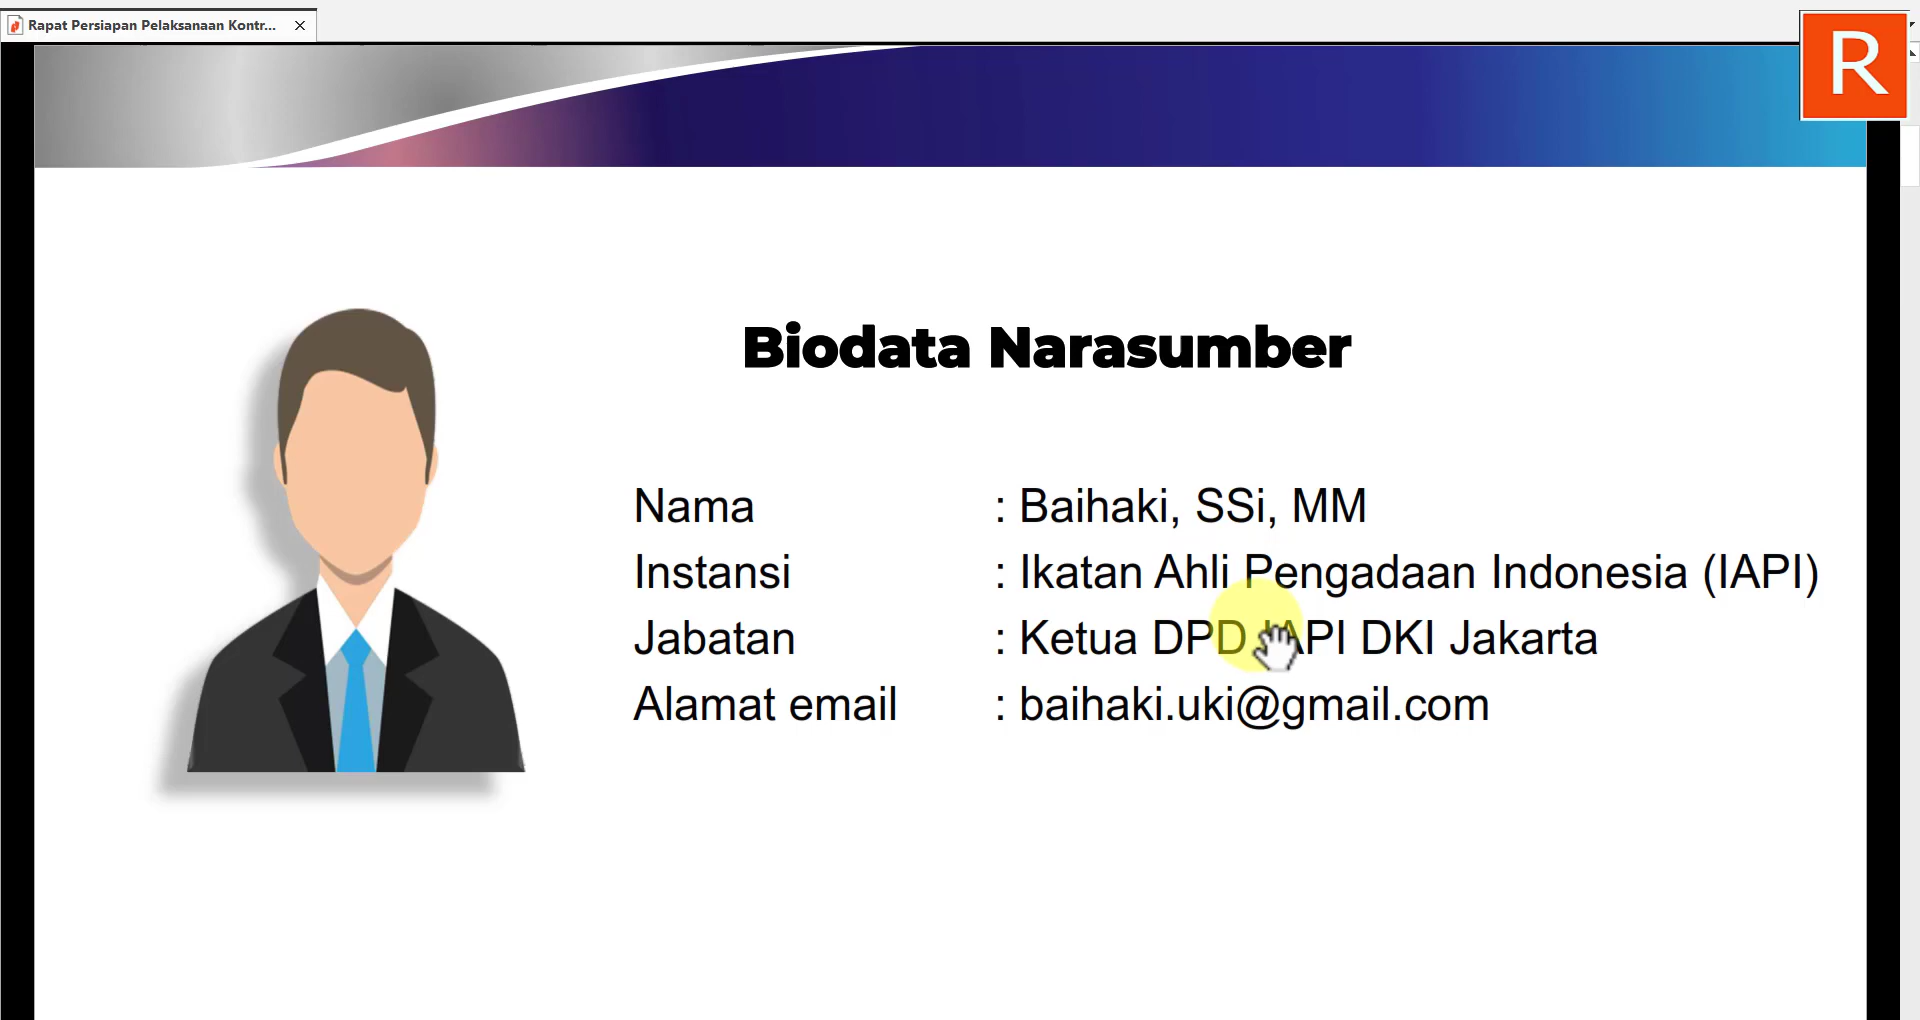 Rapat Persiapan Pelaksanaan Kontr...
R
Biodata Narasumber
Nama : Baihaki, SSi, MM
Instansi : Ikatan Ahli Pengadaan Indonesia (IAPI)
Jabatan : Ketua DPD IAPI DKI Jakarta
Alamat email : baihaki.uki@gmail.com